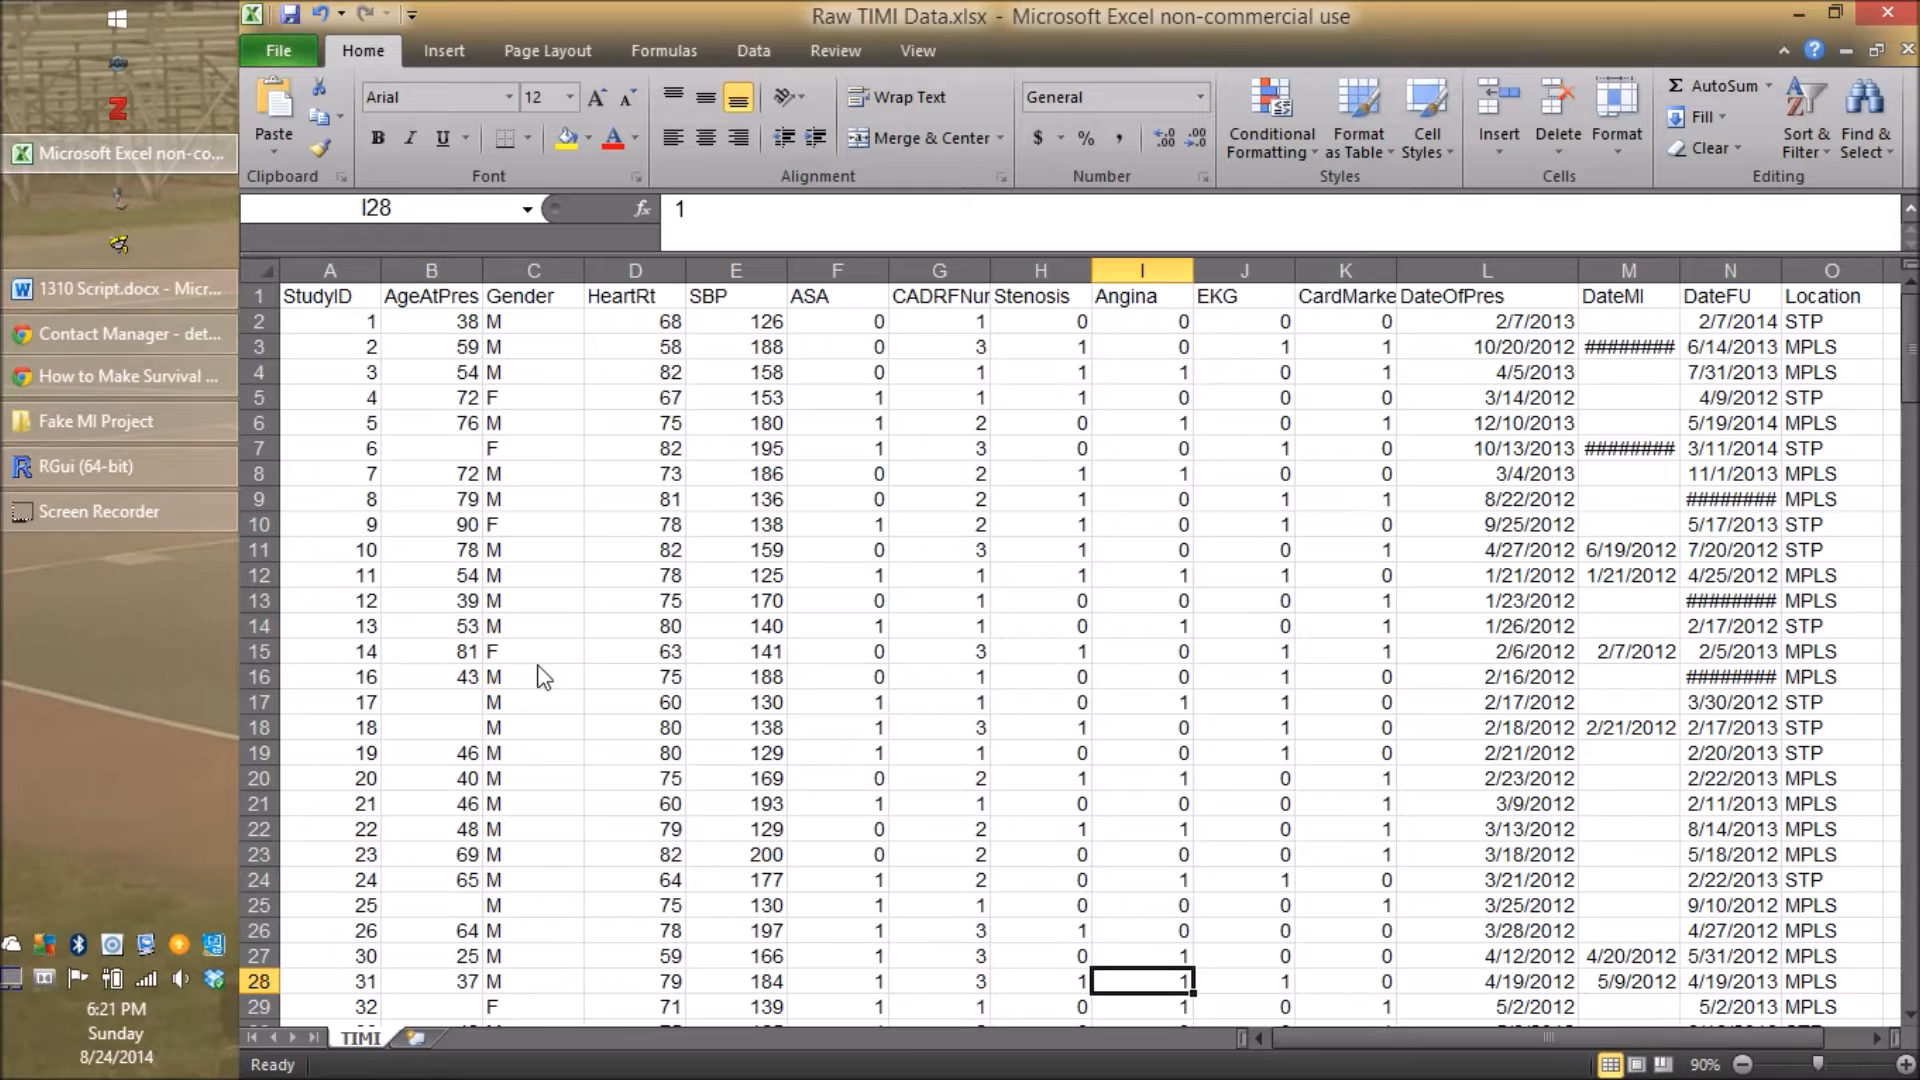 Raw TIMI Data.xlsx - Microsoft Excel non-commercial use
File Home Insert Page Layout Formulas Data Review View
Arial 12 Wrap Text General AutoSum
Paste Conditional Format Cell Insert Delete Format Fill Sort & Find &
B I U Merge & Center $ % , Formatting as Table Styles Clear Filter Select
Clipboard Font Alignment Number Styles Cells Editing
I28 fx 1
Microsoft Excel non-co...
1310 Script.docx - Micr...
Contact Manager - det...
How to Make Survival ...
Fake MI Project
RGui (64-bit)
Screen Recorder
6:21 PM
Sunday
8/24/2014
A B C D E F G H I J K L M N O
1 StudyID AgeAtPres Gender HeartRt SBP ASA CADRFNur Stenosis Angina EKG CardMarke DateOfPres DateMI DateFU Location
2 1 38 M 68 126 0 1 0 0 0 0 2/7/2013 2/7/2014 STP
3 2 59 M 58 188 0 3 1 0 1 1 10/20/2012 ######## 6/14/2013 MPLS
4 3 54 M 82 158 0 1 1 1 0 1 4/5/2013 7/31/2013 MPLS
5 4 72 F 67 153 1 1 1 0 1 0 3/14/2012 4/9/2012 STP
6 5 76 M 75 180 1 2 0 1 0 1 12/10/2013 5/19/2014 MPLS
7 6 F 82 195 1 3 0 0 1 0 10/13/2013 ######## 3/11/2014 STP
8 7 72 M 73 186 0 2 1 1 0 0 3/4/2013 11/1/2013 MPLS
9 8 79 M 81 136 0 2 1 0 1 1 8/22/2012 ######## MPLS
10 9 90 F 78 138 1 2 1 0 1 0 9/25/2012 5/17/2013 STP
11 10 78 M 82 159 0 3 1 0 0 1 4/27/2012 6/19/2012 7/20/2012 STP
12 11 54 M 78 125 1 1 1 1 1 0 1/21/2012 1/21/2012 4/25/2012 MPLS
13 12 39 M 75 170 0 1 0 0 0 1 1/23/2012 ######## MPLS
14 13 53 M 80 140 1 1 0 1 0 1 1/26/2012 2/17/2012 STP
15 14 81 F 63 141 0 3 1 0 1 1 2/6/2012 2/7/2012 2/5/2013 MPLS
16 16 43 M 75 188 0 1 0 0 1 0 2/16/2012 ######## MPLS
17 17 M 60 130 1 1 0 1 1 0 2/17/2012 3/30/2012 STP
18 18 M 80 138 1 3 1 0 1 0 2/18/2012 2/21/2012 2/17/2013 STP
19 19 46 M 80 129 1 1 0 0 1 0 2/21/2012 2/20/2013 STP
20 20 40 M 75 169 0 2 1 1 0 0 2/23/2012 2/22/2013 MPLS
21 21 46 M 60 193 1 1 0 0 0 1 3/9/2012 2/11/2013 MPLS
22 22 48 M 79 129 0 2 1 1 0 1 3/13/2012 8/14/2013 MPLS
23 23 69 M 82 200 0 2 0 0 0 1 3/18/2012 5/18/2012 MPLS
24 24 65 M 64 177 1 2 0 1 1 0 3/21/2012 2/22/2013 STP
25 25 M 75 130 1 1 0 0 0 1 3/25/2012 9/10/2012 MPLS
26 26 64 M 78 197 1 3 1 0 0 0 3/28/2012 4/27/2012 MPLS
27 30 25 M 59 166 1 3 0 1 0 0 4/12/2012 4/20/2012 5/31/2012 MPLS
28 31 37 M 79 184 1 3 1 1 1 0 4/19/2012 5/9/2012 4/19/2013 MPLS
29 32 F 71 139 1 1 0 1 0 1 5/2/2012 5/2/2013 MPLS
TIMI
Ready 90%